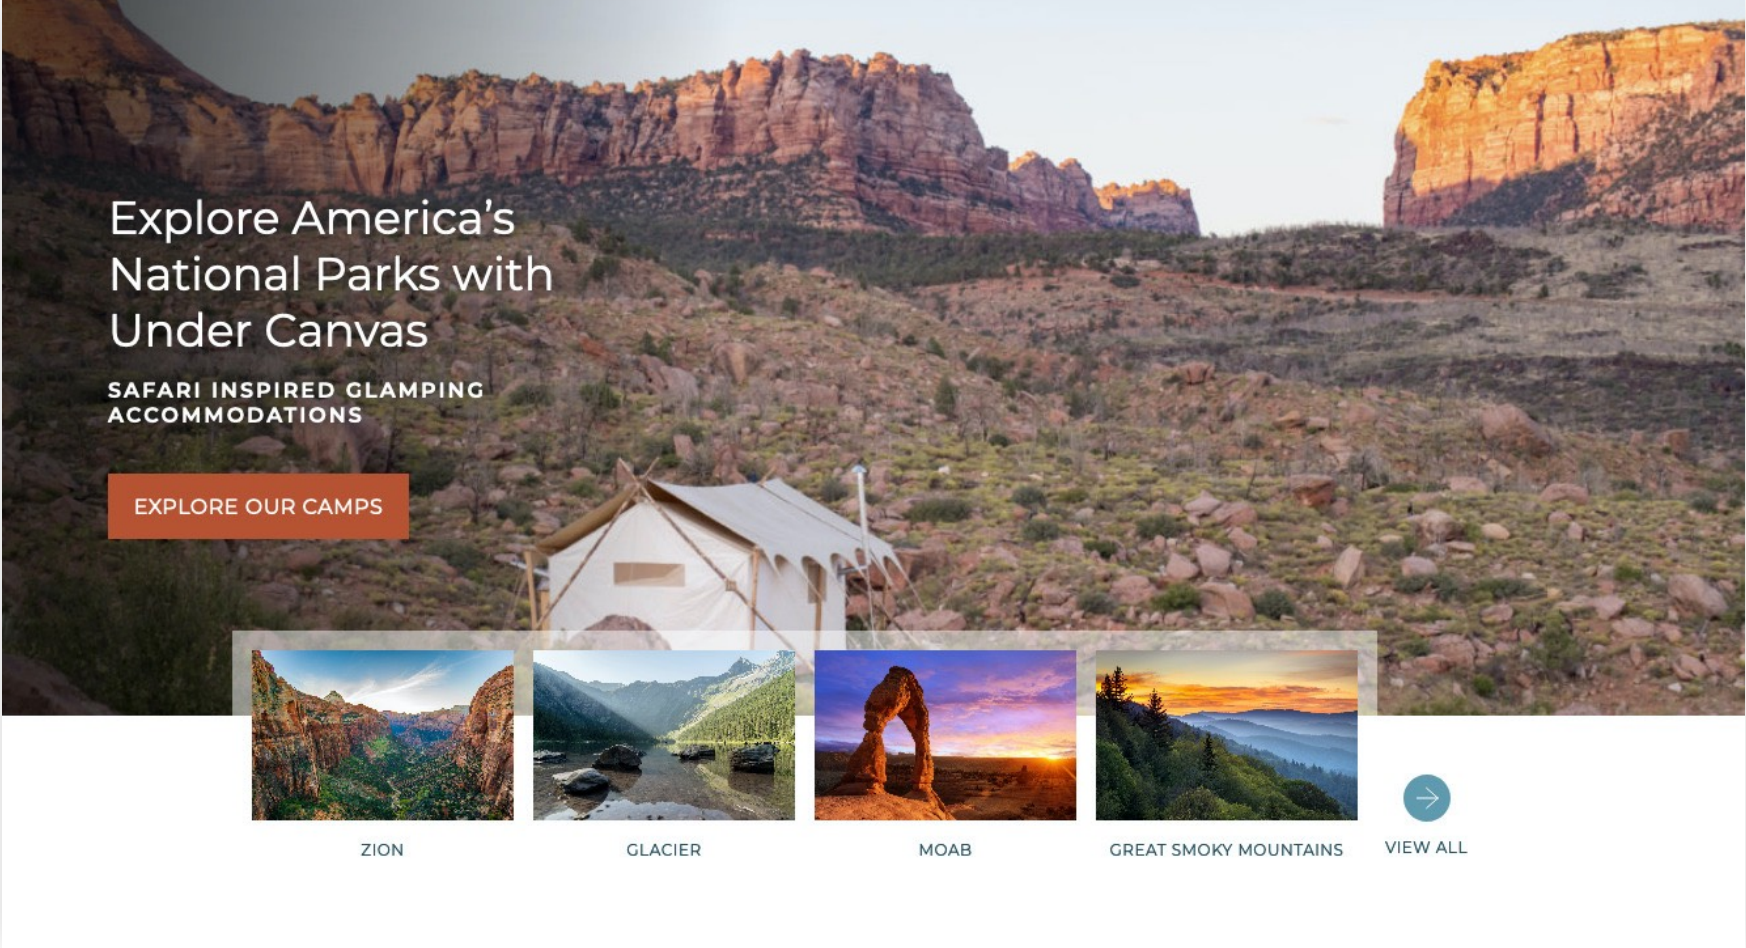 Explore America’s
National Parks with
Under Canvas
SAFARI INSPIRED GLAMPING
ACCOMMODATIONS
EXPLORE OUR CAMPS
ZION
GLACIER
MOAB
GREAT SMOKY MOUNTAINS
VIEW ALL